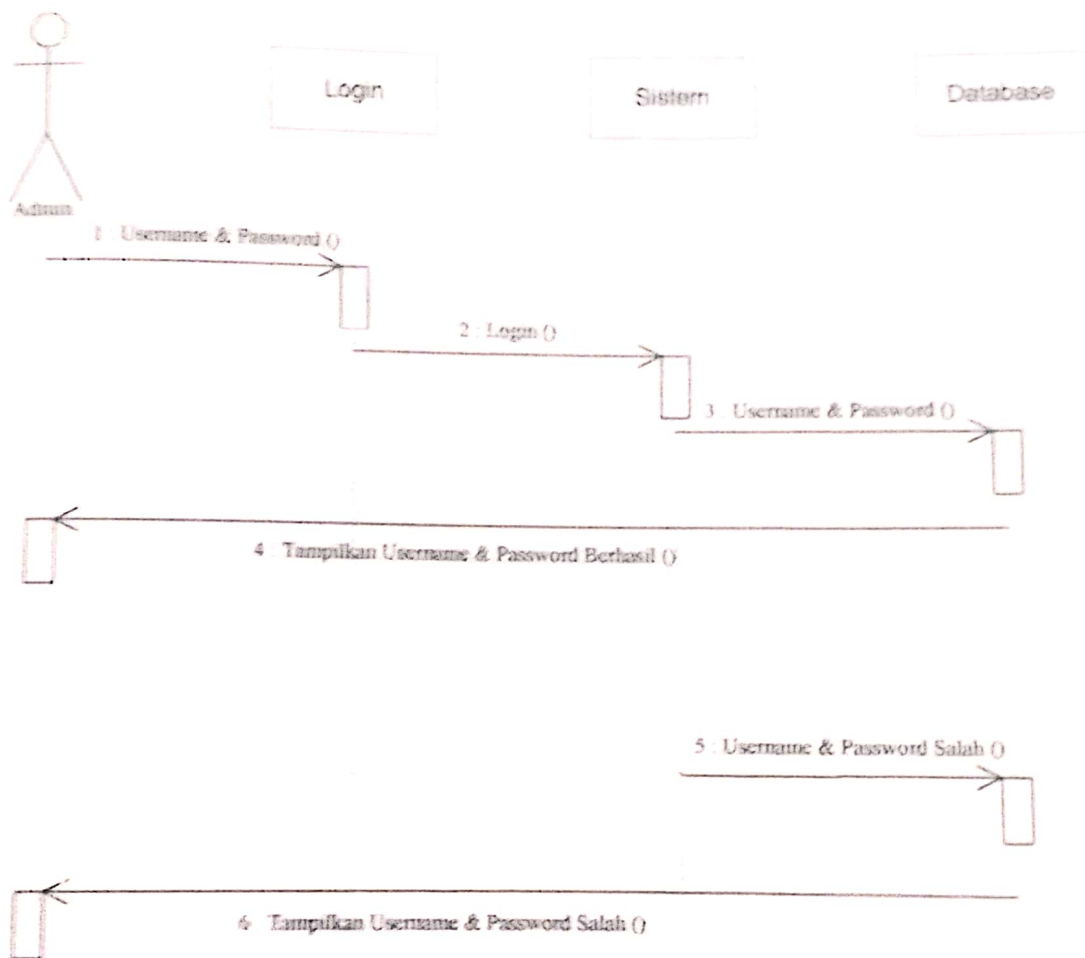 Login
Sistem
Database
Admin
1 : Username & Password ()
2 : Login ()
3 : Username & Password ()
4 : Tampilkan Username & Password Berhasil ()
5 : Username & Password Salah ()
6 : Tampilkan Username & Password Salah ()